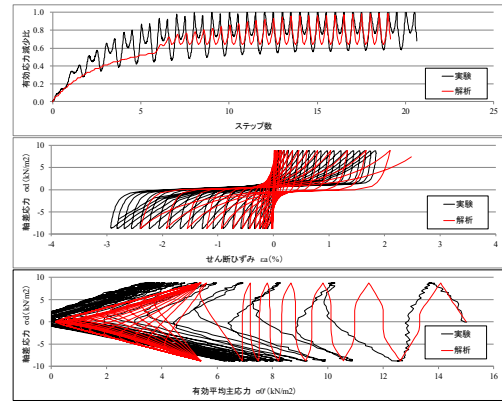 有効応力減少比
1.0
0.8
0.6
0.4
0.2
0.0
0 5 10 15 20 25
ステップ数
実験
解析
軸差応力 σd(kN/m2)
10
5
0
-5
-10
-4 -3 -2 -1 0 1 2 3 4
せん断ひずみ εa(%)
実験
解析
軸差応力 σd(kN/m2)
10
5
0
-5
-10
0 2 4 6 8 10 12 14 16
有効平均主応力 σ0'(kN/m2)
実験
解析